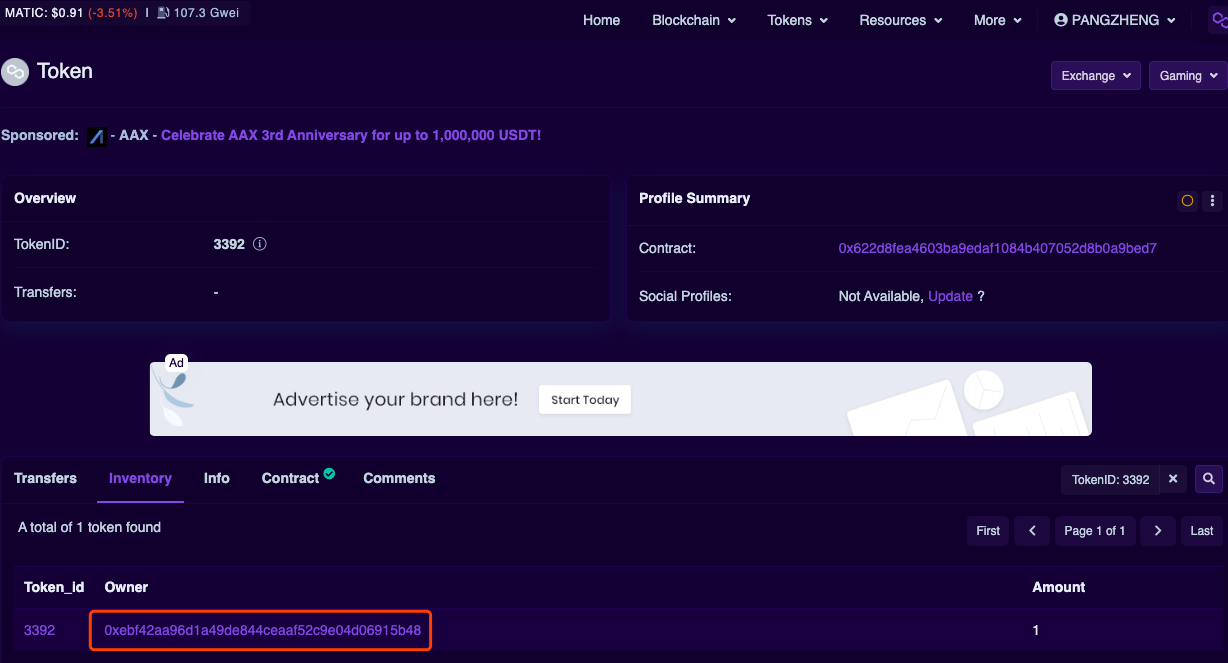 MATIC: $0.91 (-3.51%) | 107.3 Gwei
Home Blockchain Tokens Resources More PANGZHENG
Token
Exchange Gaming
Sponsored: - AAX - Celebrate AAX 3rd Anniversary for up to 1,000,000 USDT!
Overview
TokenID: 3392
Transfers: -
Profile Summary
Contract: 0x622d8fea4603ba9edaf1084b407052d8b0a9bed7
Social Profiles: Not Available, Update ?
Ad
Advertise your brand here! Start Today
Transfers Inventory Info Contract Comments
TokenID: 3392
A total of 1 token found
First Page 1 of 1 Last
Token_id Owner Amount
3392 0xebf42aa96d1a49de844ceaaf52c9e04d06915b48 1